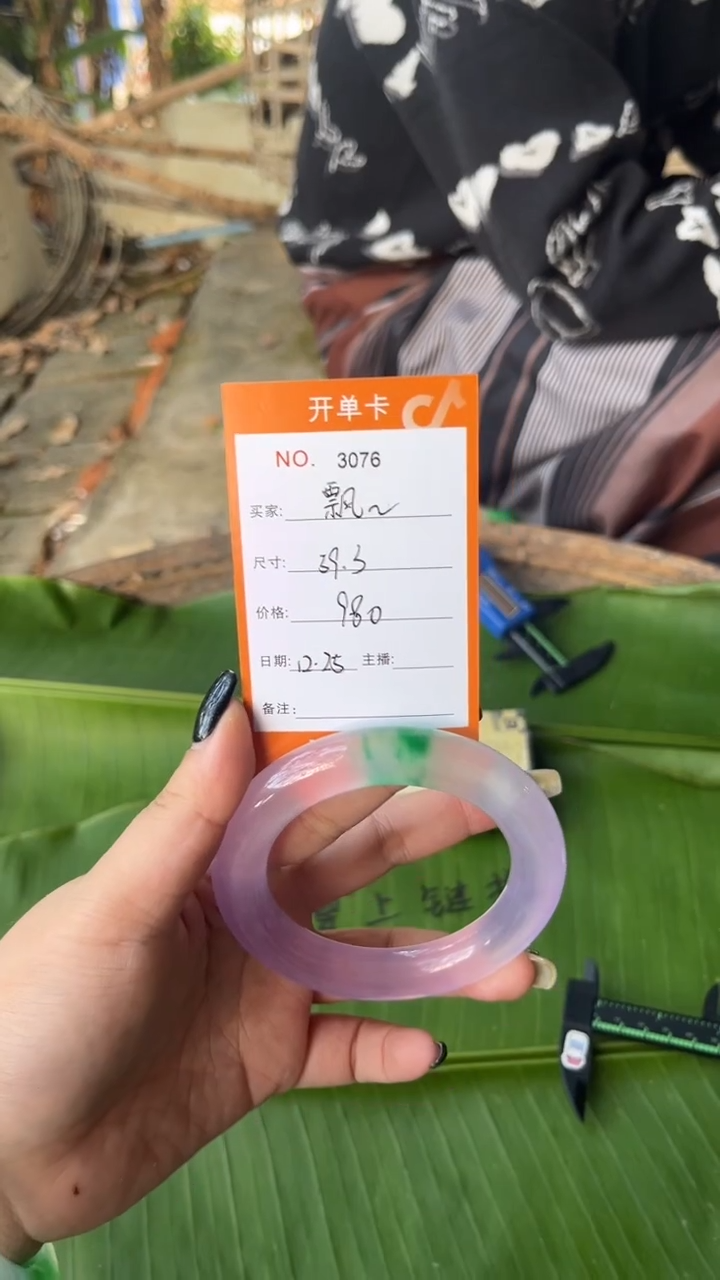 开单卡
NO. 3076
买家: 飘~
尺寸: 59.5
价格: 980
日期: 12.25 主播:
备注: